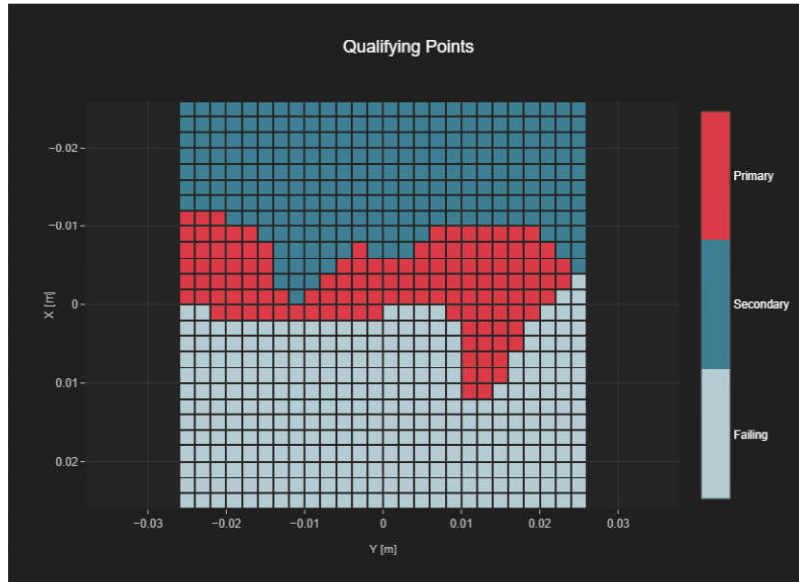 Qualifying Points
−0.02
−0.01
0
0.01
0.02
X [m]
−0.03
−0.02
−0.01
0
0.01
0.02
0.03
Y [m]
Primary
Secondary
Failing